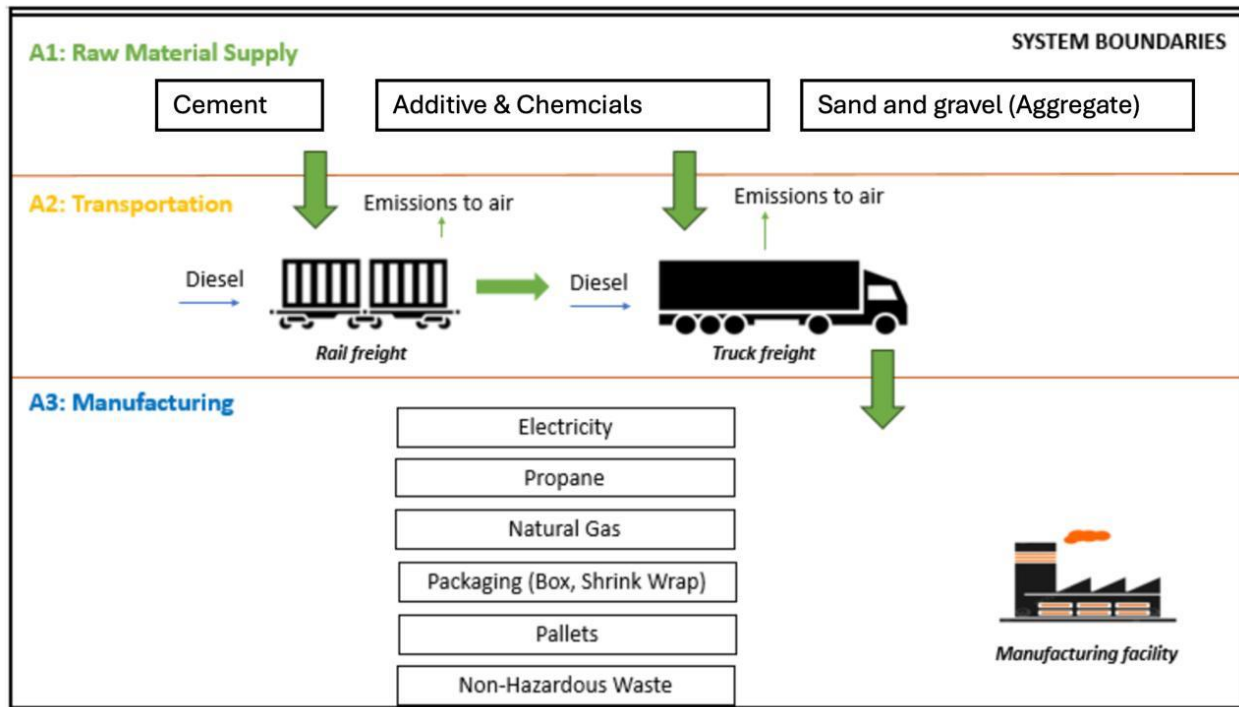 SYSTEM BOUNDARIES
A1: Raw Material Supply
Cement
Additive & Chemcials
Sand and gravel (Aggregate)
A2: Transportation
Emissions to air
Emissions to air
Diesel
Diesel
Rail freight
Truck freight
A3: Manufacturing
Electricity
Propane
Natural Gas
Packaging (Box, Shrink Wrap)
Pallets
Non-Hazardous Waste
Manufacturing facility